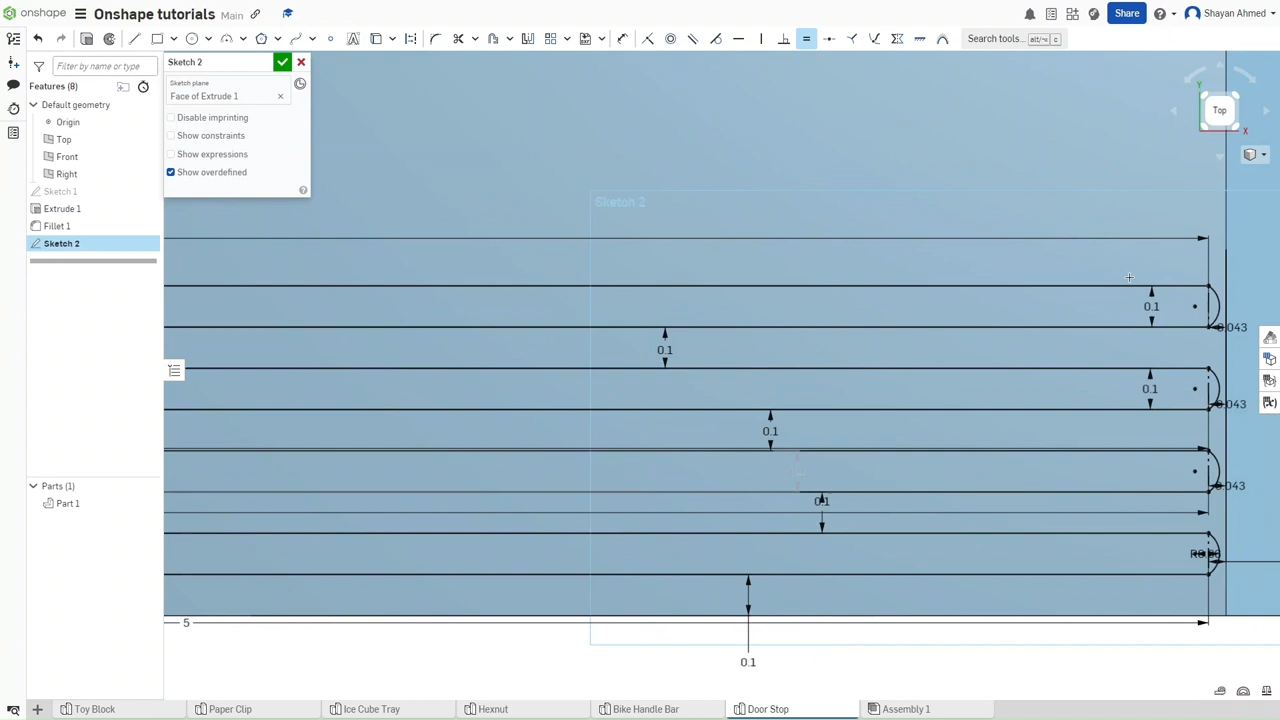 onshape Onshape tutorials Main Share Shayan Ahmed
Search tools... alt/⌥ c
Filter by name or type
Features (8)
Default geometry
Origin
Top
Front
Right
Sketch 1
Extrude 1
Fillet 1
Sketch 2
Parts (1)
Part 1
Sketch 2
Sketch plane
Face of Extrude 1
Disable imprinting
Show constraints
Show expressions
Show overdefined
Sketch 2
Top
Y
X
0.1
0.043
0.1
0.1
0.043
0.1
0.043
0.1
5
0.1
Toy Block Paper Clip Ice Cube Tray Hexnut Bike Handle Bar Door Stop Assembly 1